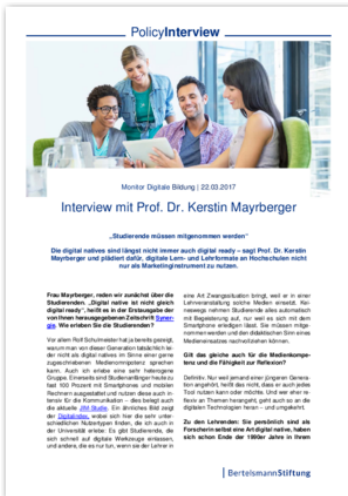 PolicyInterview
Monitor Digitale Bildung | 22.03.2017
Interview mit Prof. Dr. Kerstin Mayrberger
„Studierende müssen mitgenommen werden“
Die digital natives sind längst nicht immer auch digital ready – sagt Prof. Dr. Kerstin
Mayrberger und plädiert dafür, digitale Lern- und Lehrformate an Hochschulen nicht
nur als Marketinginstrument zu nutzen.
Frau Mayrberger, reden wir zunächst über die
Studierenden. „Digital native ist nicht gleich
digital ready“, heißt es in der Erstausgabe der
von Ihnen herausgegebenen Zeitschrift Syner-
gie. Wie erleben Sie die Studierenden?
Vor allem Rolf Schulmeister hat ja bereits gezeigt,
warum man von dieser Generation tatsächlich lei-
der nicht als digital natives im Sinne einer gerne
zugeschriebenen Medienkompetenz sprechen
kann. Auch ich erlebe eine sehr heterogene
Gruppe. Einerseits sind Studienanfänger heute zu
fast 100 Prozent mit Smartphones und mobilen
Rechnern ausgestattet und nutzen diese auch in-
tensiv für die Kommunikation – dies belegt auch
die aktuelle JIM-Studie. Ein ähnliches Bild zeigt
der Digitalindex, wobei sich hier die sehr unter-
schiedlichen Nutzertypen finden, die ich auch in
der Universität erlebe: Es gibt Studierende, die
sich schnell auf digitale Werkzeuge einlassen,
und andere, die es nur tun, wenn sie der Lehrer in
eine Art Zwangssituation bringt, weil er in einer
Lehrveranstaltung solche Medien einsetzt. Kei-
neswegs nehmen Studierende alles automatisch
mit Begeisterung auf, nur weil es sich mit dem
Smartphone erledigen lässt. Sie müssen mitge-
nommen werden und den didaktischen Sinn eines
Medieneinsatzes nachvollziehen können.
Gilt das gleiche auch für die Medienkompe-
tenz und die Fähigkeit zur Reflexion?
Definitiv. Nur weil jemand einer jüngeren Genera-
tion angehört, heißt dies nicht, dass er auch jedes
Tool nutzen kann oder möchte. Und wer eher re-
flexiv an Themen herangeht, geht auch so an die
digitalen Technologien heran – und umgekehrt.
Zu den Lehrenden: Sie persönlich sind als
Forscherin selbst eine Art digital native, haben
sich schon Ende der 1990er Jahre in Ihrem
BertelsmannStiftung